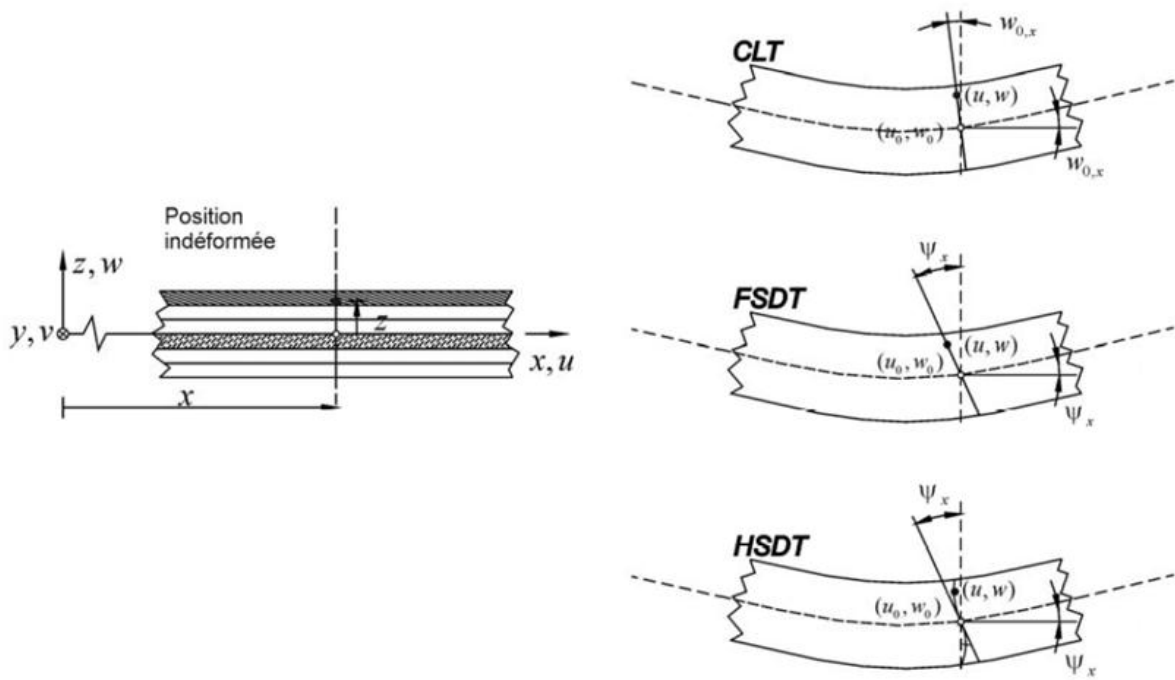 Position
indéformée
z, w
z
y, v
x, u
x
w₀,ₓ
CLT
(u, w)
(u₀, w₀)
w₀,ₓ
Ψₓ
FSDT
(u, w)
(u₀, w₀)
Ψₓ
Ψₓ
HSDT
(u, w)
(u₀, w₀)
Ψₓ